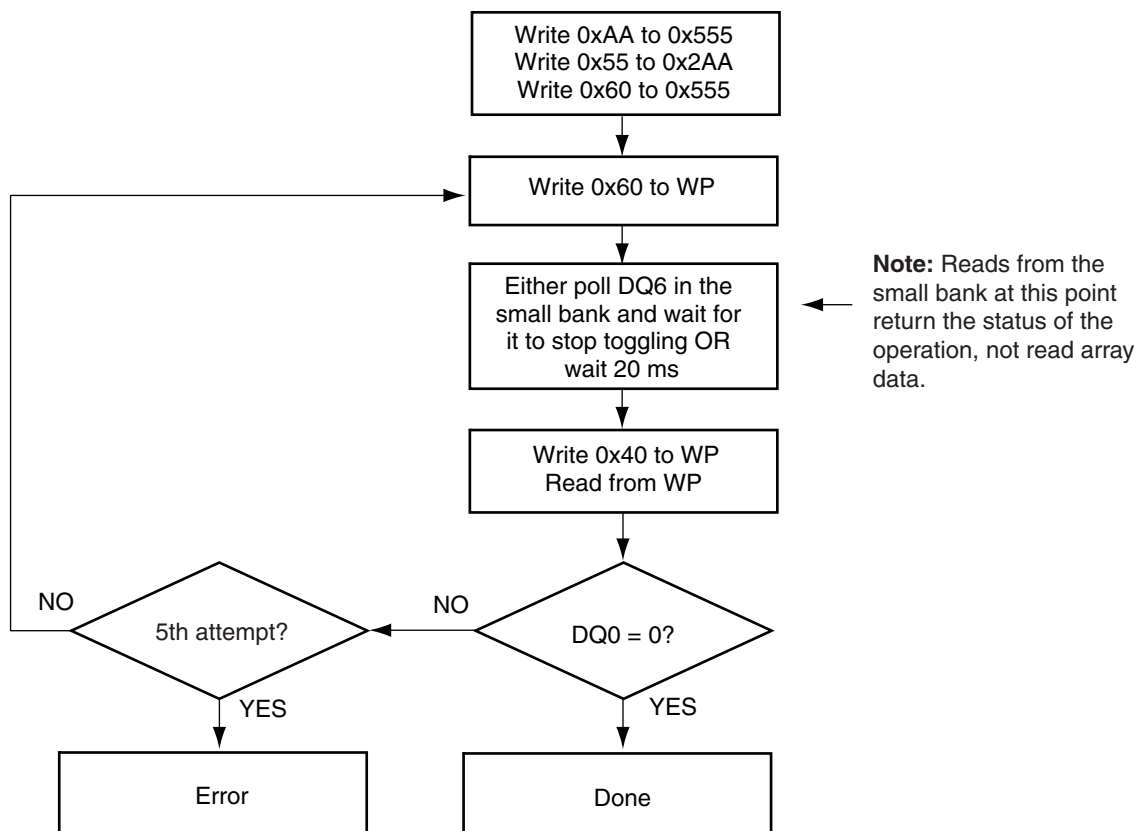 Write 0xAA to 0x555
Write 0x55 to 0x2AA
Write 0x60 to 0x555
Write 0x60 to WP
Either poll DQ6 in the
small bank and wait for
it to stop toggling OR
wait 20 ms
Note: Reads from the
small bank at this point
return the status of the
operation, not read array
data.
Write 0x40 to WP
Read from WP
NO
5th attempt?
NO
DQ0 = 0?
YES
YES
Error
Done